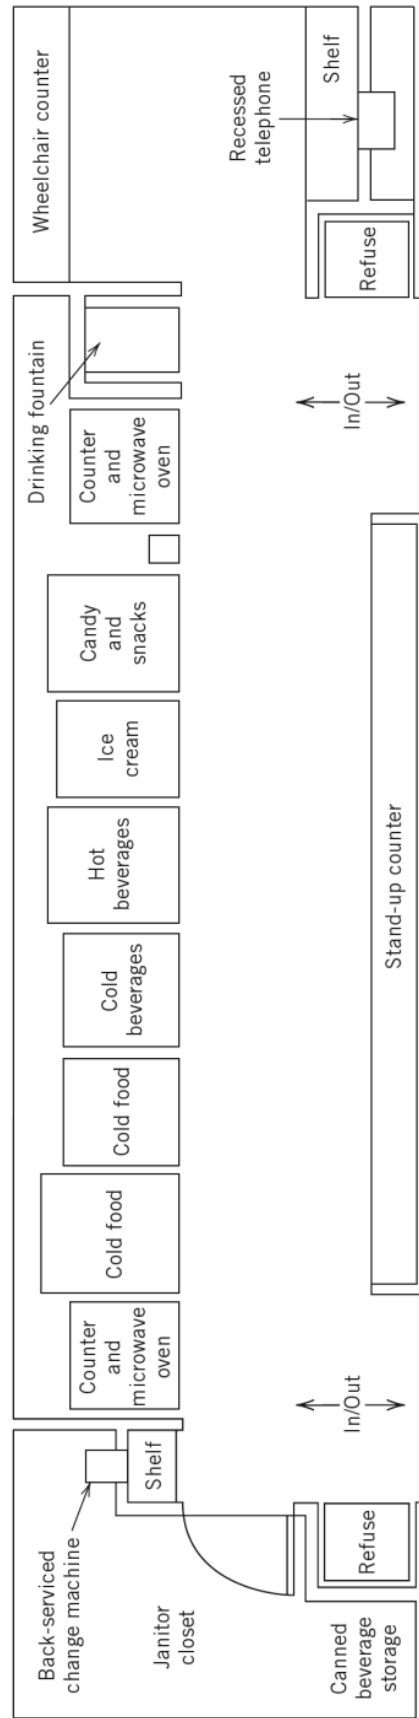 Back-serviced
change machine
Shelf
Janitor
closet
Canned
beverage
storage
Refuse
In/Out
Counter
and
microwave
oven
Cold food
Cold food
Cold
beverages
Hot
beverages
Ice
cream
Candy
and
snacks
Counter
and
microwave
oven
Drinking fountain
Wheelchair counter
Stand-up counter
In/Out
Refuse
Recessed
telephone
Shelf